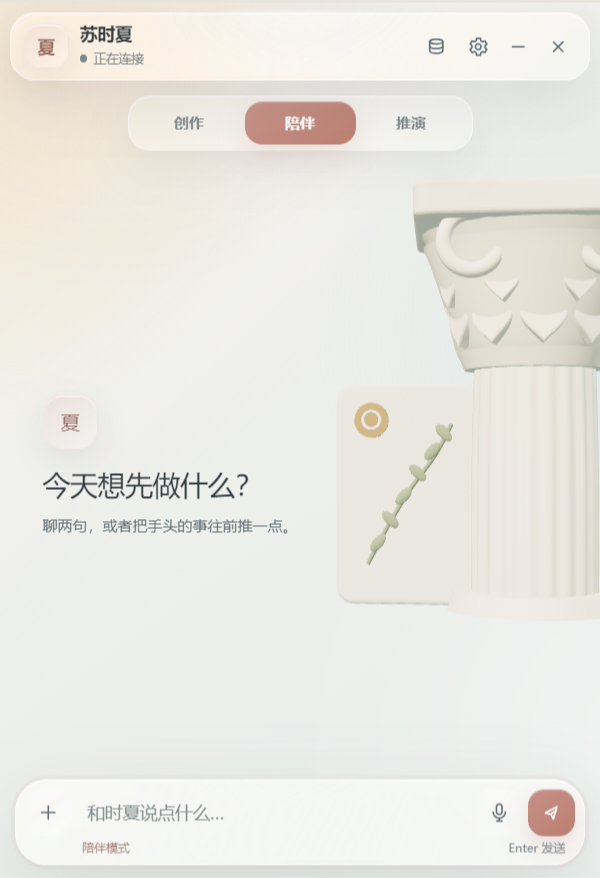 夏
苏时夏
正在连接
创作
陪伴
推演
夏
今天想先做什么？
聊两句，或者把手头的事往前推一点。
和时夏说点什么...
陪伴模式
Enter 发送